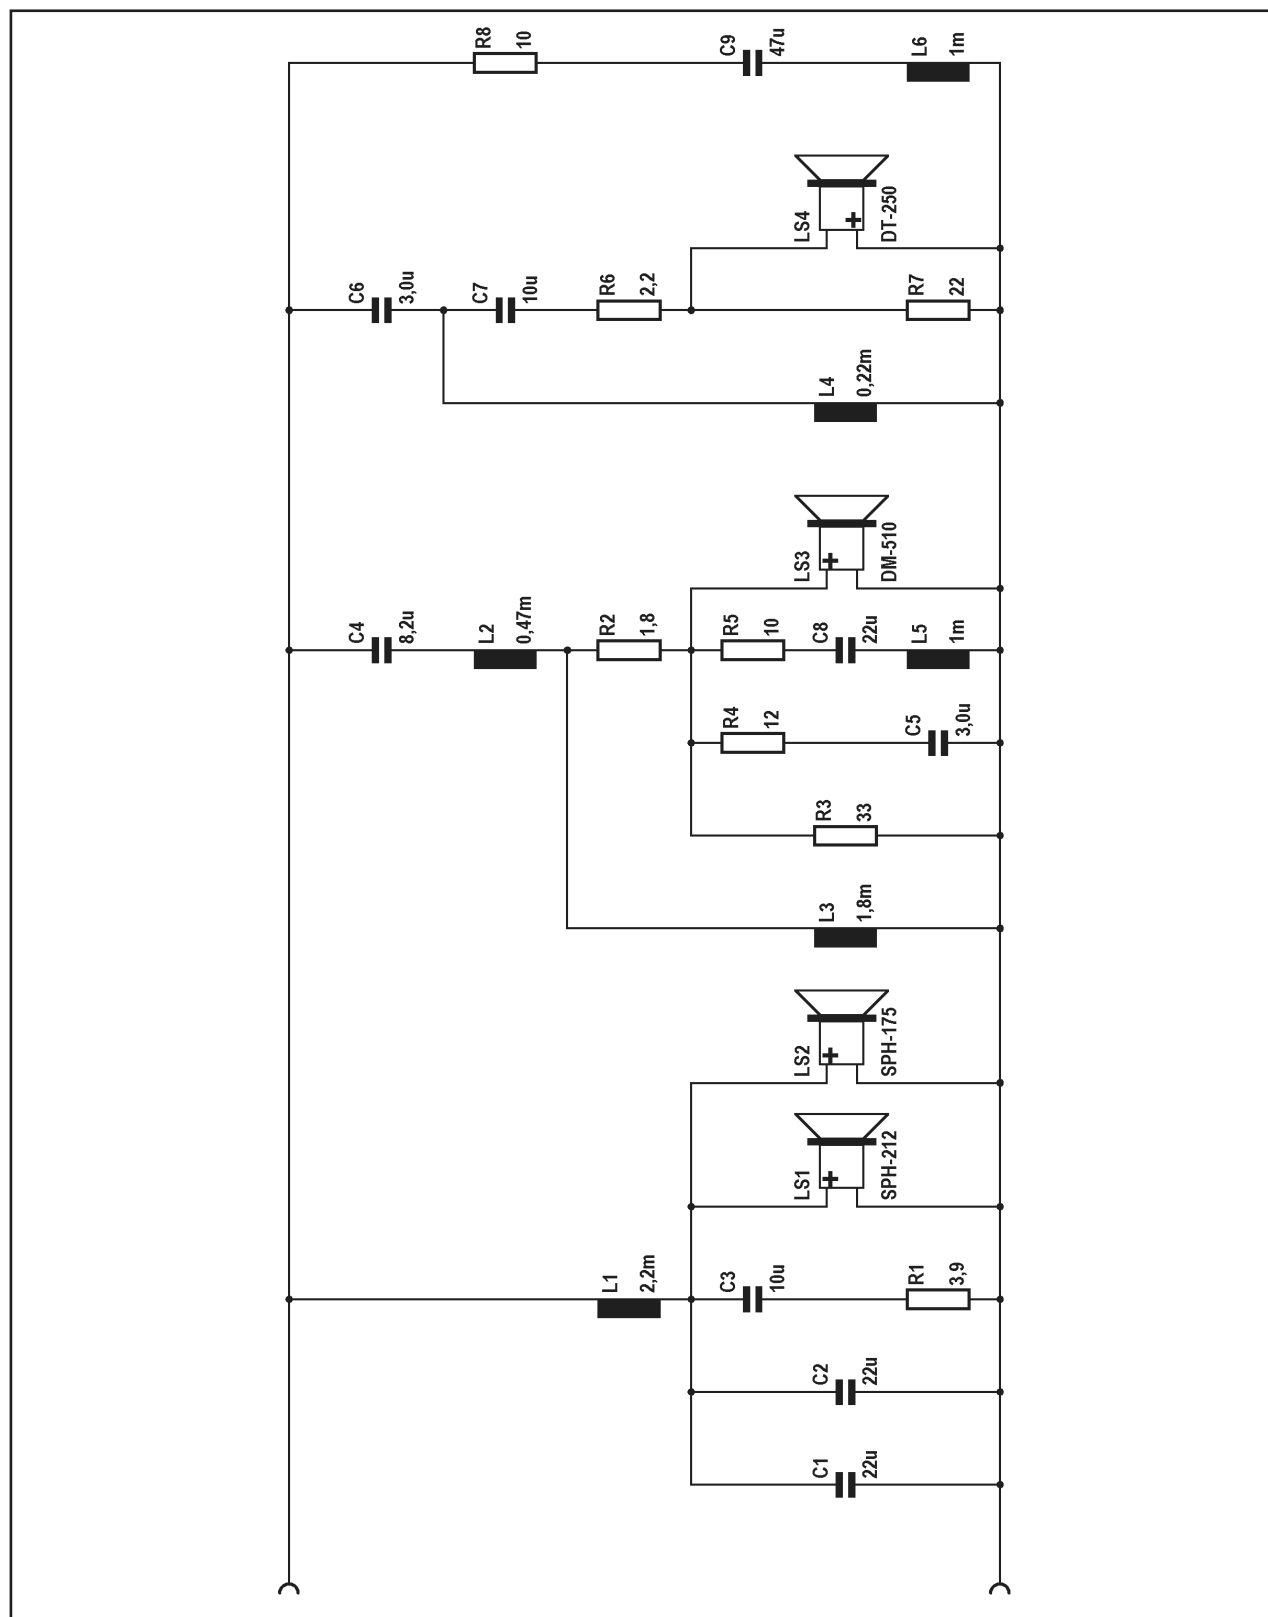 R8
10
C9
47u
L6
1m
LS4
DT-250
C6
3,0u
C7
10u
R6
2,2
R7
22
L4
0,22m
LS3
DM-510
C4
8,2u
L2
0,47m
R2
1,8
R5
10
C8
22u
L5
1m
R4
12
C5
3,0u
R3
33
L3
1,8m
LS2
SPH-175
LS1
SPH-212
L1
2,2m
C3
10u
R1
3,9
C2
22u
C1
22u